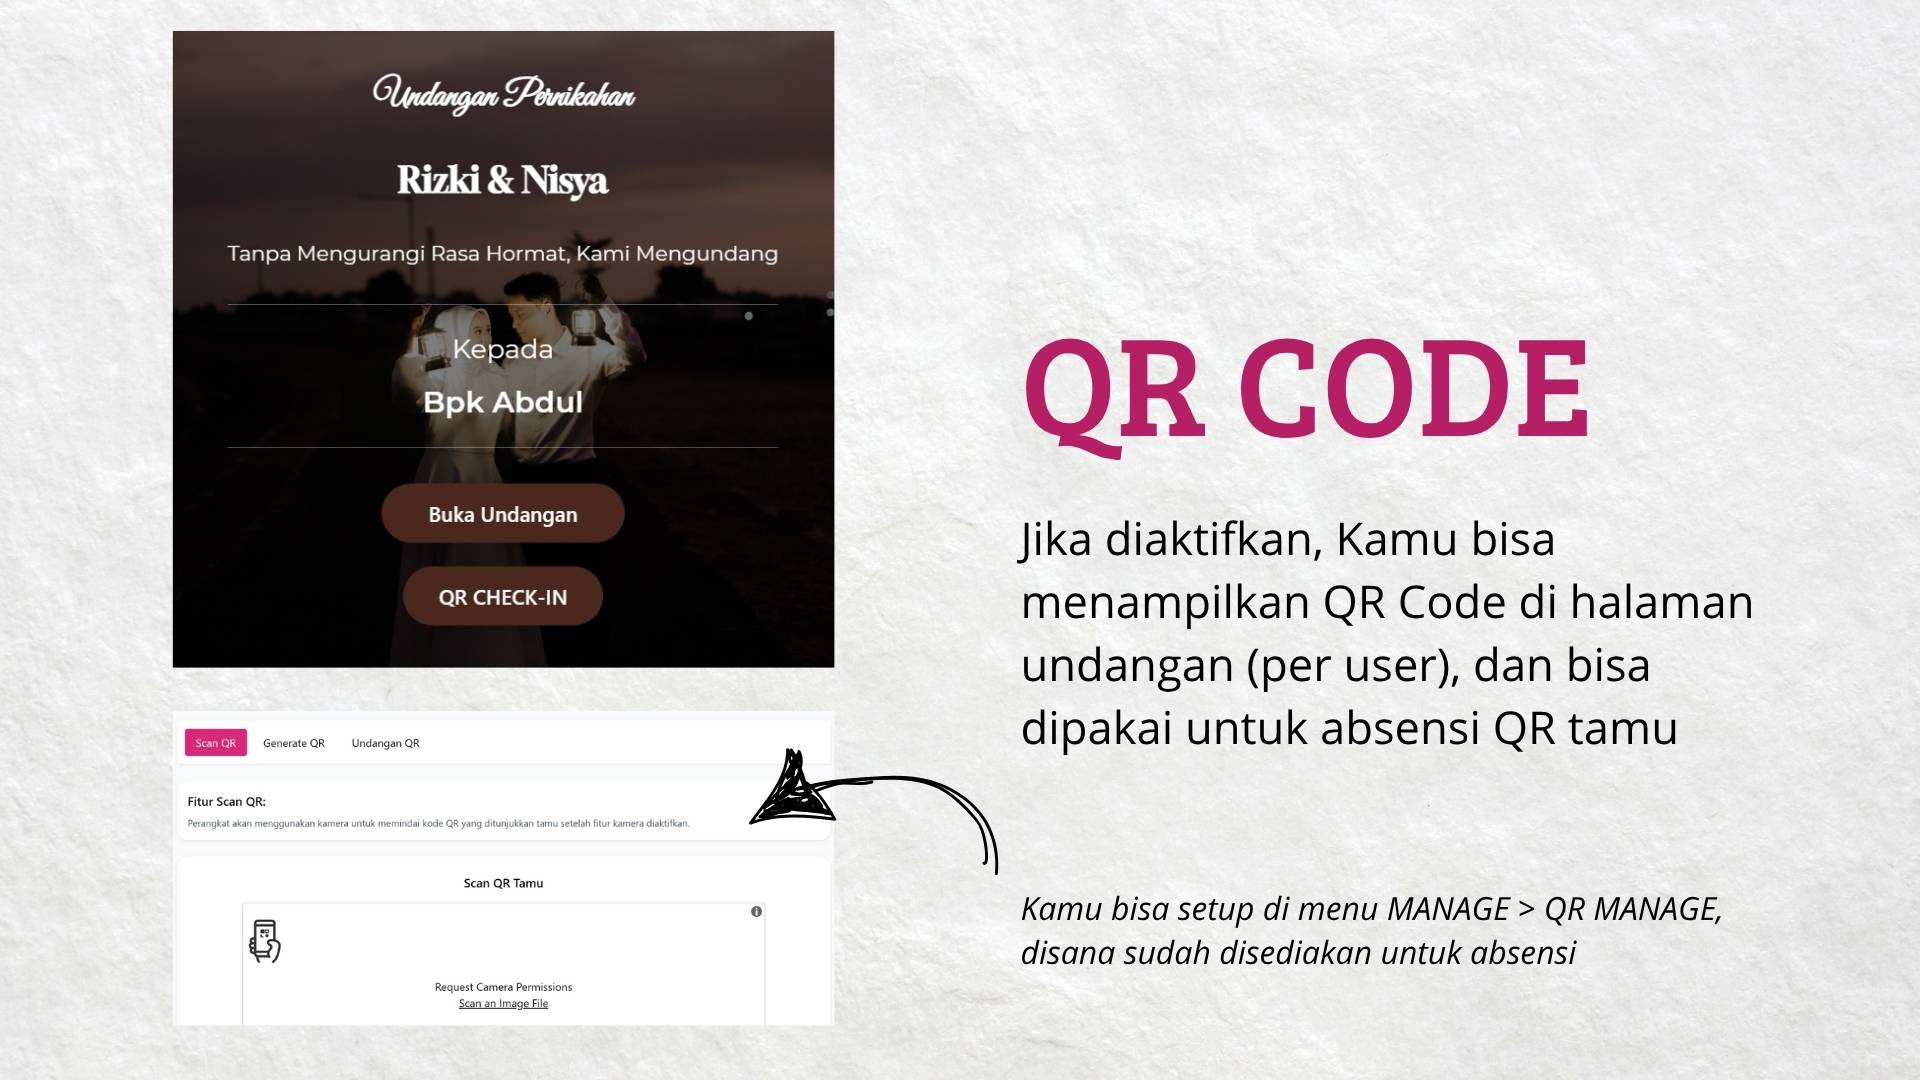 Undangan Pernikahan
Rizki & Nisya
Tanpa Mengurangi Rasa Hormat, Kami Mengundang
Kepada
Bpk Abdul
Buka Undangan
QR CHECK-IN
Scan QR Generate QR Undangan QR
Fitur Scan QR:
Perangkat akan menggunakan kamera untuk memindai kode QR yang ditunjukkan tamu setelah fitur kamera diaktifkan.
Scan QR Tamu
Request Camera Permissions
Scan an Image File
QR CODE
Jika diaktifkan, Kamu bisa
menampilkan QR Code di halaman
undangan (per user), dan bisa
dipakai untuk absensi QR tamu
Kamu bisa setup di menu MANAGE > QR MANAGE,
disana sudah disediakan untuk absensi